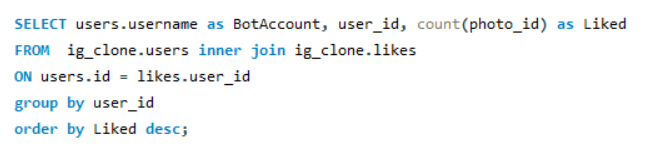 SELECT users.username as BotAccount, user_id, count(photo_id) as Liked
FROM  ig_clone.users inner join ig_clone.likes
ON users.id = likes.user_id
group by user_id
order by Liked desc;